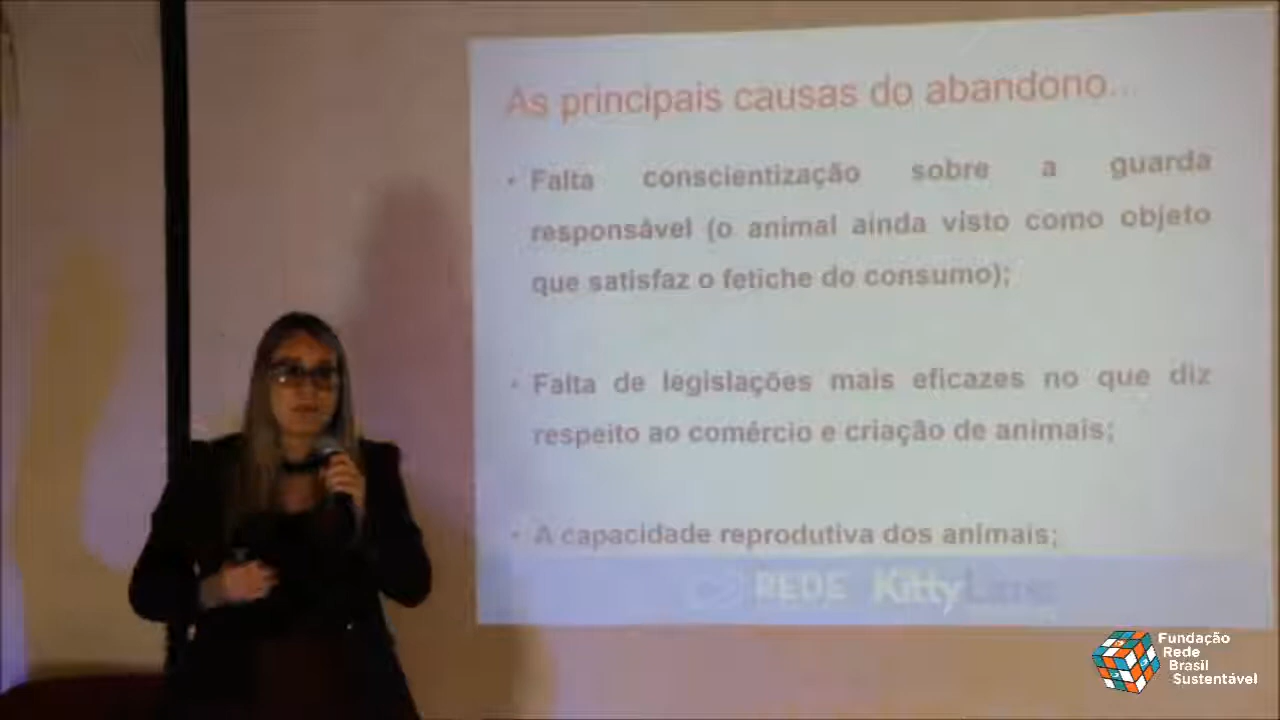 As principais causas do abandono...
• Falta conscientização sobre a guarda
responsável (o animal ainda visto como objeto
que satisfaz o fetiche do consumo);
• Falta de legislações mais eficazes no que diz
respeito ao comércio e criação de animais;
• A capacidade reprodutiva dos animais;
REDE Kitty
Fundação
Rede
Brasil
Sustentável